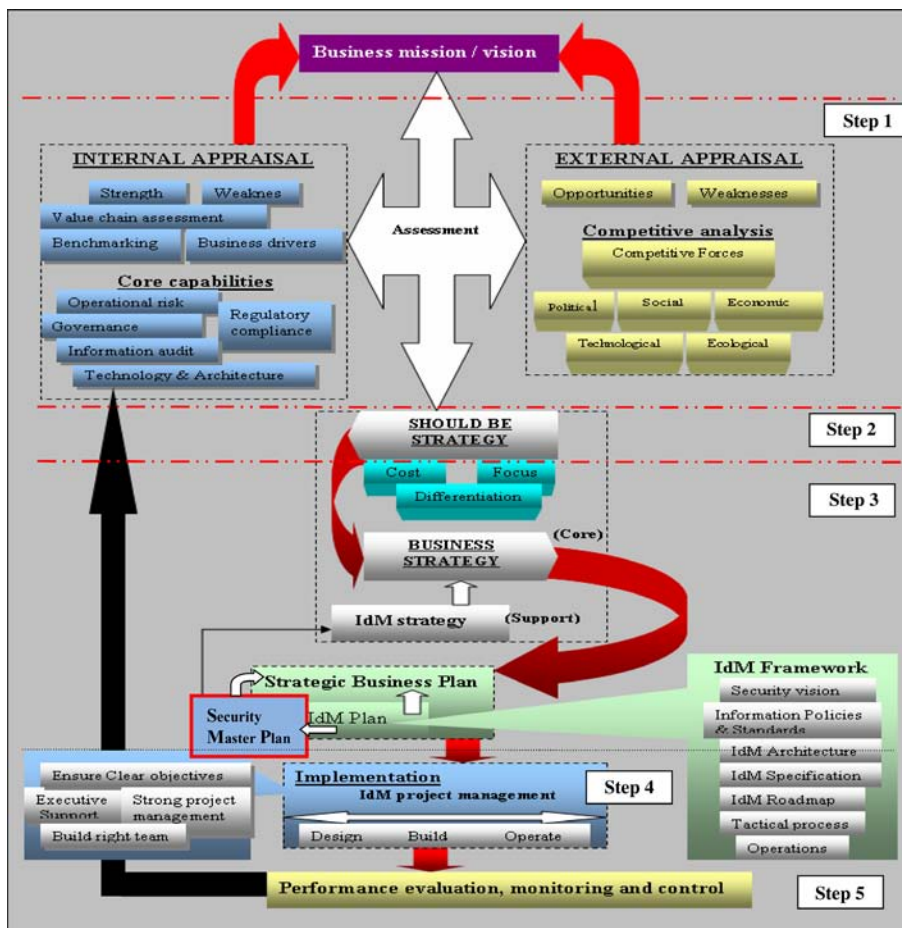 Business mission / vision
Step 1
INTERNAL APPRAISAL
Strength
Weaknes
Value chain assessment
Benchmarking
Business drivers
Core capabilities
Operational risk
Governance
Regulatory
compliance
Information audit
Technology & Architecture
Assessment
EXTERNAL APPRAISAL
Opportunities
Weaknesses
Competitive analysis
Competitive Forces
Political
Social
Economic
Technological
Ecological
Step 2
SHOULD BE
STRATEGY
Step 3
Cost
Focus
Differentiation
BUSINESS
STRATEGY
(Core)
IdM strategy
(Support)
Strategic Business Plan
IdM Plan
Security
Master Plan
IdM Framework
Security vision
Information Policies
& Standards
IdM Architecture
IdM Specification
IdM Roadmap
Tactical process
Operations
Ensure Clear objectives
Executive
Support
Strong project
management
Build right team
Implementation
IdM project management
Design
Build
Operate
Step 4
Performance evaluation, monitoring and control
Step 5